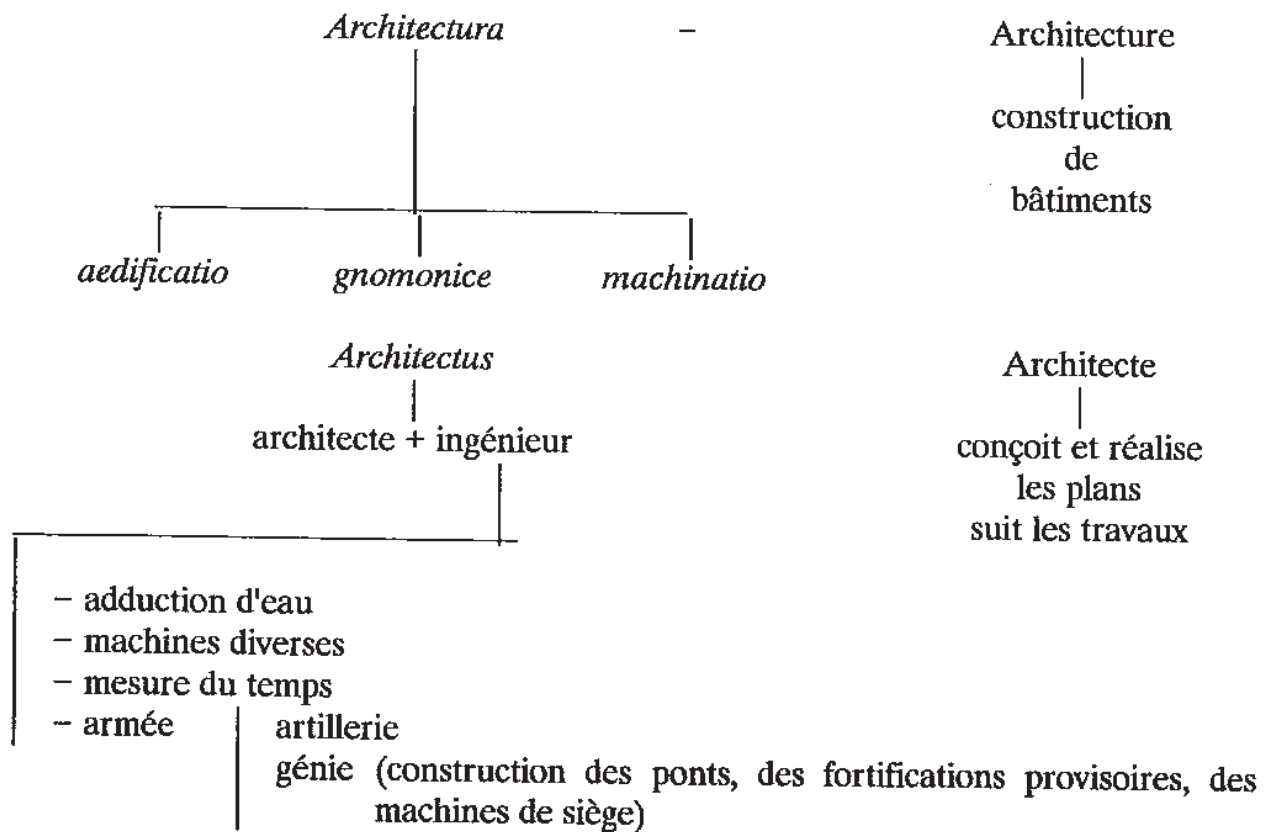 Architectura – Architecture
construction
de
bâtiments
aedificatio gnomonice machinatio
Architectus Architecte
architecte + ingénieur conçoit et réalise
les plans
suit les travaux
– adduction d'eau
– machines diverses
– mesure du temps
– armée artillerie
génie (construction des ponts, des fortifications provisoires, des
machines de siège)